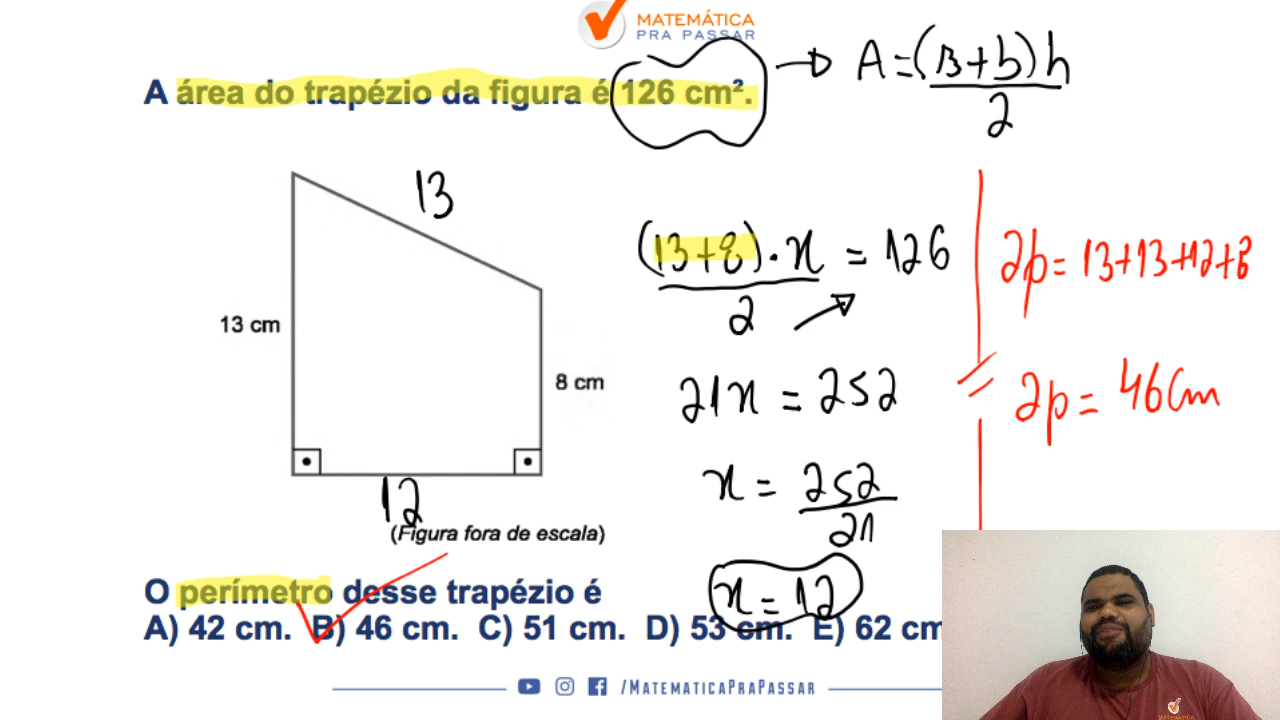 MATEMÁTICA
PRA PASSAR
A área do trapézio da figura é 126 cm².
A = (B+b)h
2
13
13 cm
8 cm
12
(Figura fora de escala)
(13+8)·x = 126
2
21x = 252
x = 252
21
x = 12
2p = 13+13+12+8
2p = 46 cm
O perímetro desse trapézio é
A) 42 cm. B) 46 cm. C) 51 cm. D) 53 cm. E) 62 cm
/MATEMATICAPRAPASSAR